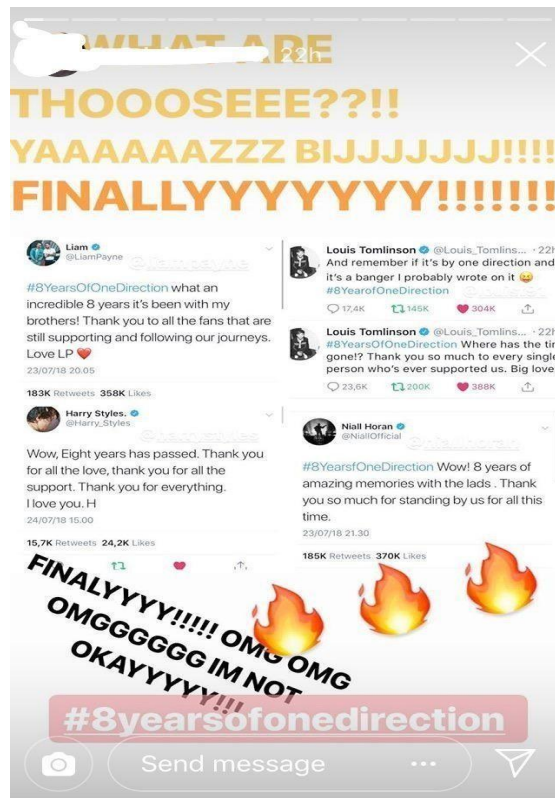 WHAT ARE
22h
THOOOSEEE??!!
YAAAAAAZZZ BIJJJJJJJ!!!!
FINALLYYYYYYYY!!!!!!!
Liam
@LiamPayne
@liampayne
#8YearsOfOneDirection what an
incredible 8 years it's been with my
brothers! Thank you to all the fans that are
still supporting and following our journeys.
Love LP ❤️
23/07/18 20.05
183K Retweets 358K Likes
Louis Tomlinson @Louis_Tomlins... · 22h
And remember if it's by one direction and
it's a banger I probably wrote on it 😄
#8YearofOneDirection
17,4K 145K 304K
Louis Tomlinson @Louis_Tomlins... · 22h
#8YearsOfOneDirection Where has the
gone!? Thank you so much to every single
person who's ever supported us. Big love
23,6K 200K 388K
Harry Styles.
@Harry_Styles
@harrystyles
Wow, Eight years has passed. Thank you
for all the love, thank you for all the
support. Thank you for everything.
I love you. H
24/07/18 15.00
15,7K Retweets 24,2K Likes
Niall Horan
@NiallOfficial
@niallhoran
#8YearsfOneDirection Wow! 8 years of
amazing memories with the lads . Thank
you so much for standing by us for all this
time.
23/07/18 21.30
185K Retweets 370K Likes
FINALYYYY!!!!! OMG OMG
OMGGGGGG IM NOT
OKAYYYYY!!!
#8yearsofonedirection
Send message